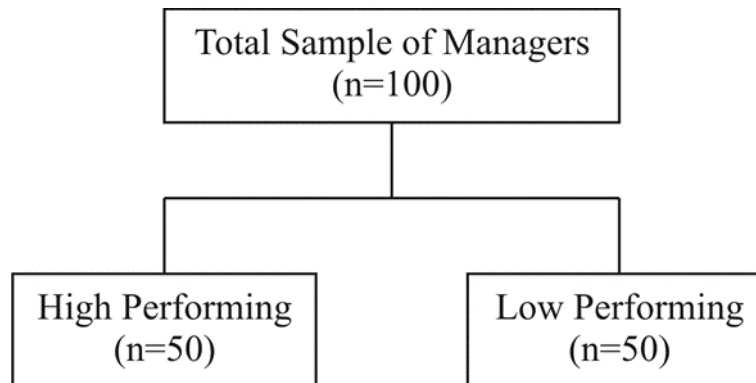 Total Sample of Managers
(n=100)
High Performing
(n=50)
Low Performing
(n=50)